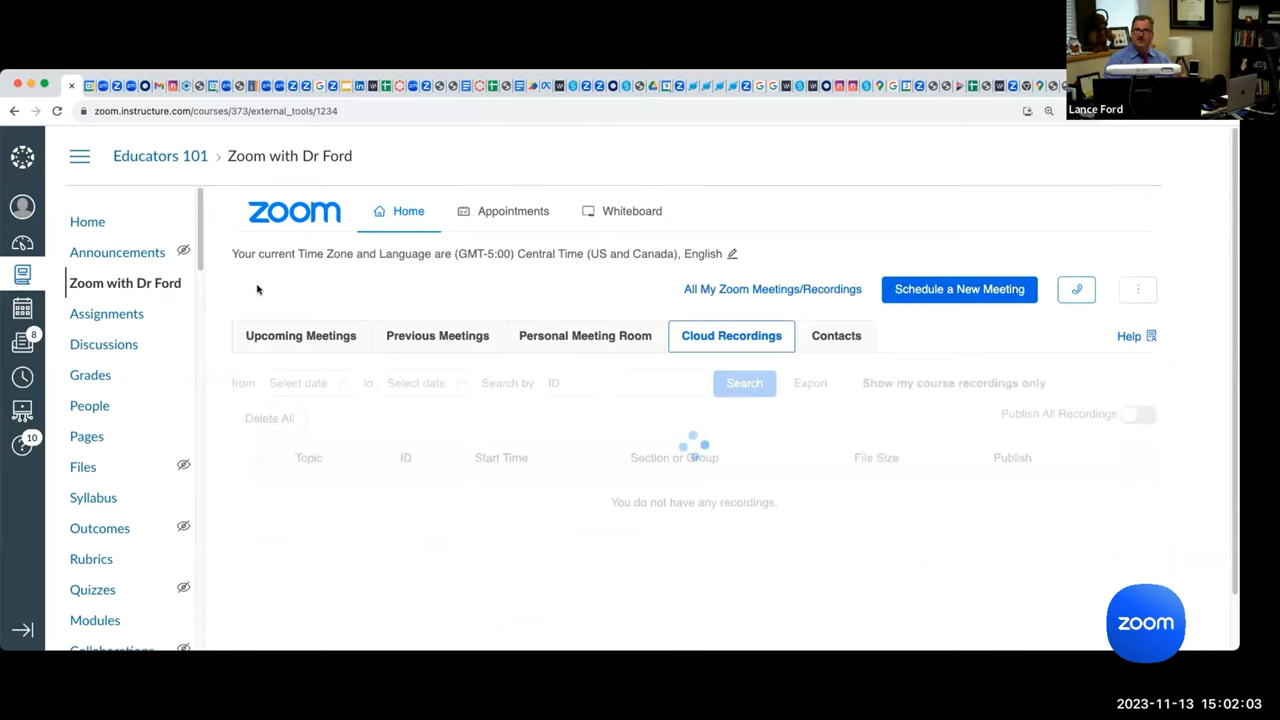 Lance Ford
zoom.instructure.com/courses/373/external_tools/1234
Educators 101 › Zoom with Dr Ford
zoom
Home
Appointments
Whiteboard
Your current Time Zone and Language are (GMT-5:00) Central Time (US and Canada), English
All My Zoom Meetings/Recordings
Schedule a New Meeting
Upcoming Meetings
Previous Meetings
Personal Meeting Room
Cloud Recordings
Contacts
Help
from Select date to Select date Search by ID Search Export Show my course recordings only
Delete All
Publish All Recordings
Topic ID Start Time Section or Group File Size Publish
You do not have any recordings.
Home
Announcements
Zoom with Dr Ford
Assignments
Discussions
Grades
People
Pages
Files
Syllabus
Outcomes
Rubrics
Quizzes
Modules
Collaborations
8
10
zoom
2023-11-13 15:02:03